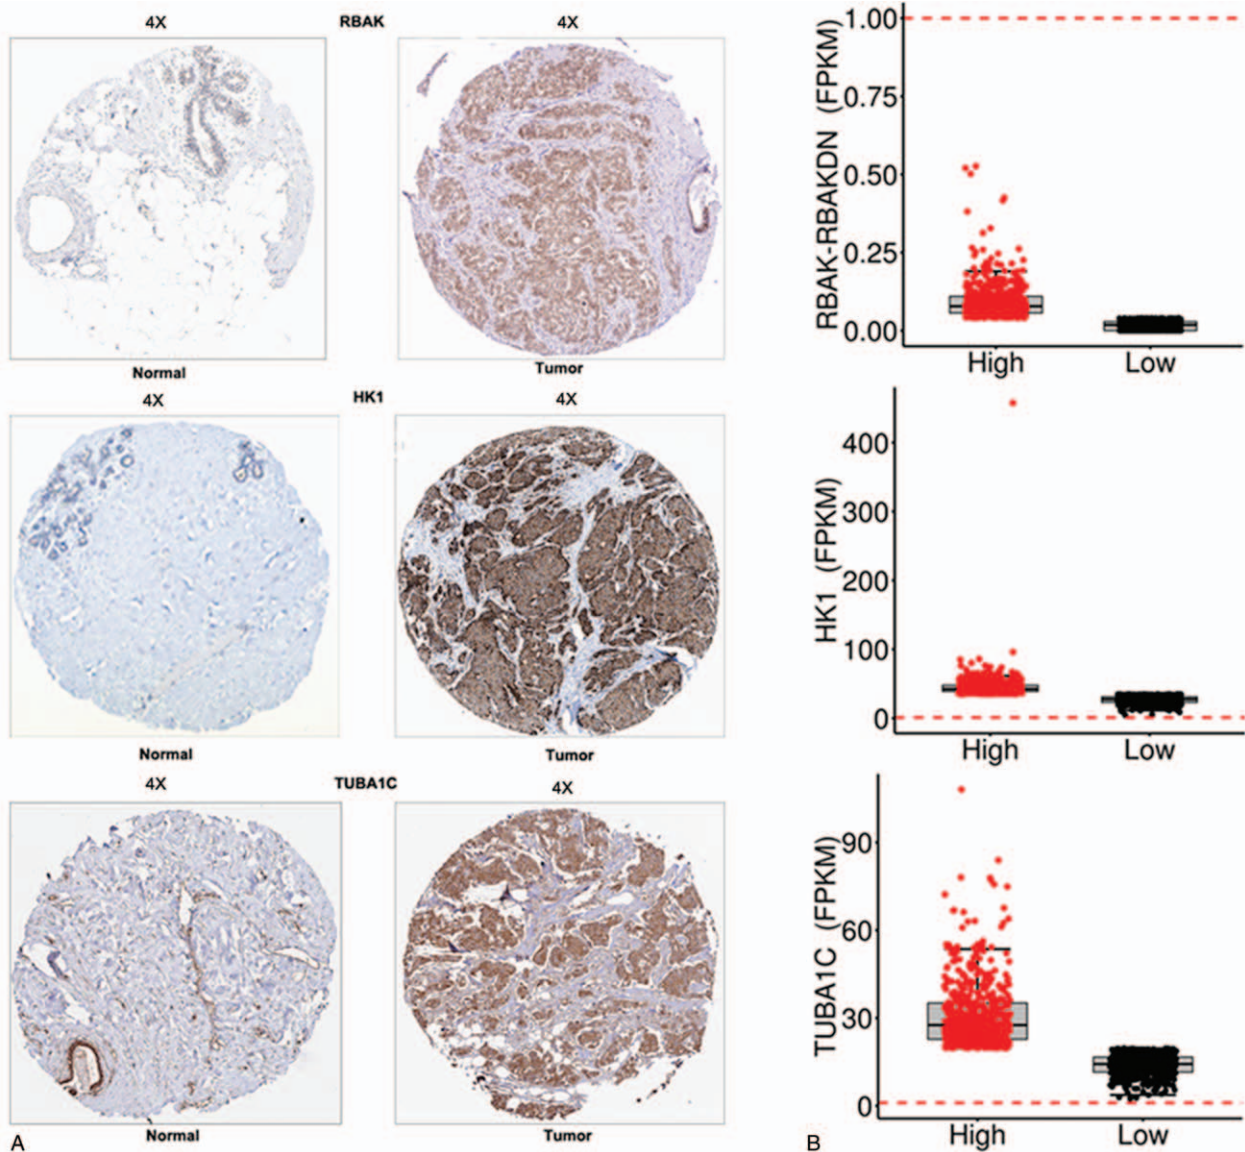 4X RBAK 4X
Normal Tumor
4X HK1 4X
Normal Tumor
4X TUBA1C 4X
Normal Tumor
A
RBAK-RBAKDN (FPKM)
1.00
0.75
0.50
0.25
0.00
High Low
HK1 (FPKM)
400
300
200
100
0
High Low
TUBA1C (FPKM)
90
60
30
0
High Low
B